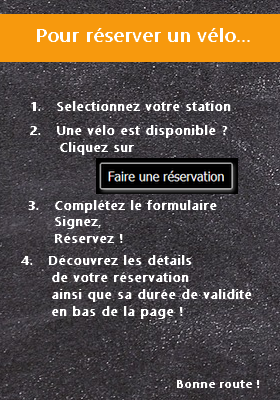 Pour réserver un vélo...
1. Selectionnez votre station
2. Une vélo est disponible ?
Cliquez sur
Faire une réservation
3. Complétez le formulaire
Signez,
Réservez !
4. Découvrez les détails
de votre réservation
ainsi que sa durée de validité
en bas de la page !
Bonne route !